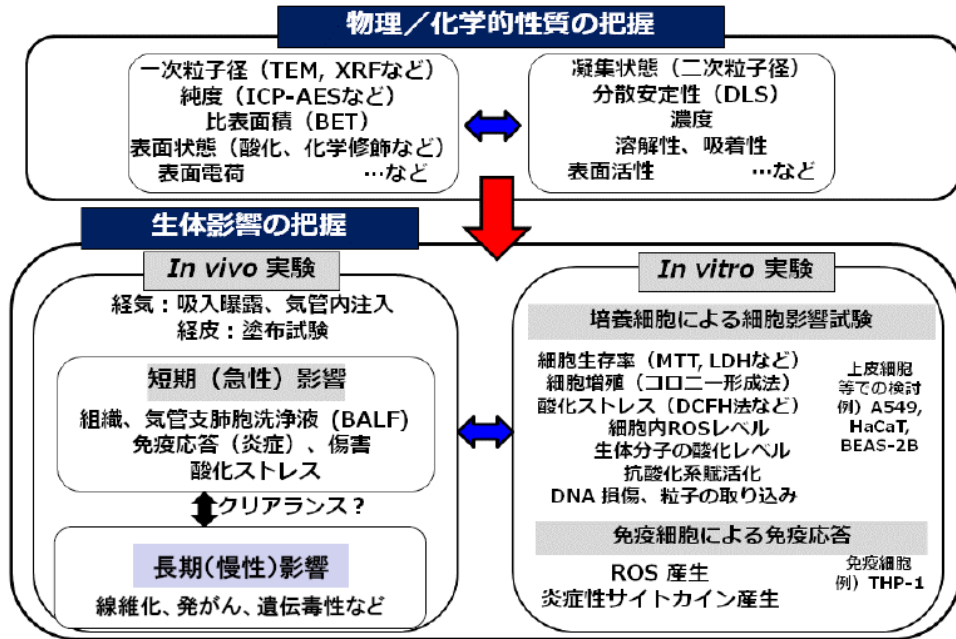 物理／化学的性質の把握
一次粒子径（TEM, XRFなど）
純度（ICP-AESなど）
比表面積（BET）
表面状態（酸化、化学修飾など）
表面電荷　　…など
凝集状態（二次粒子径）
分散安定性（DLS）
濃度
溶解性、吸着性
表面活性　　…など
生体影響の把握
In vivo 実験
経気：吸入曝露、気管内注入
経皮：塗布試験
短期（急性）影響
組織、気管支肺胞洗浄液 (BALF)
免疫応答（炎症）、傷害
酸化ストレス
クリアランス？
長期(慢性)影響
線維化、発がん、遺伝毒性など
In vitro 実験
培養細胞による細胞影響試験
細胞生存率（MTT, LDHなど）
細胞増殖（コロニー形成法）
酸化ストレス（DCFH法など）
細胞内ROSレベル
生体分子の酸化レベル
抗酸化系賦活化
DNA 損傷、粒子の取り込み
上皮細胞
等での検討
例）A549,
HaCaT,
BEAS-2B
免疫細胞による免疫応答
ROS 産生
炎症性サイトカイン産生
免疫細胞
例）THP-1